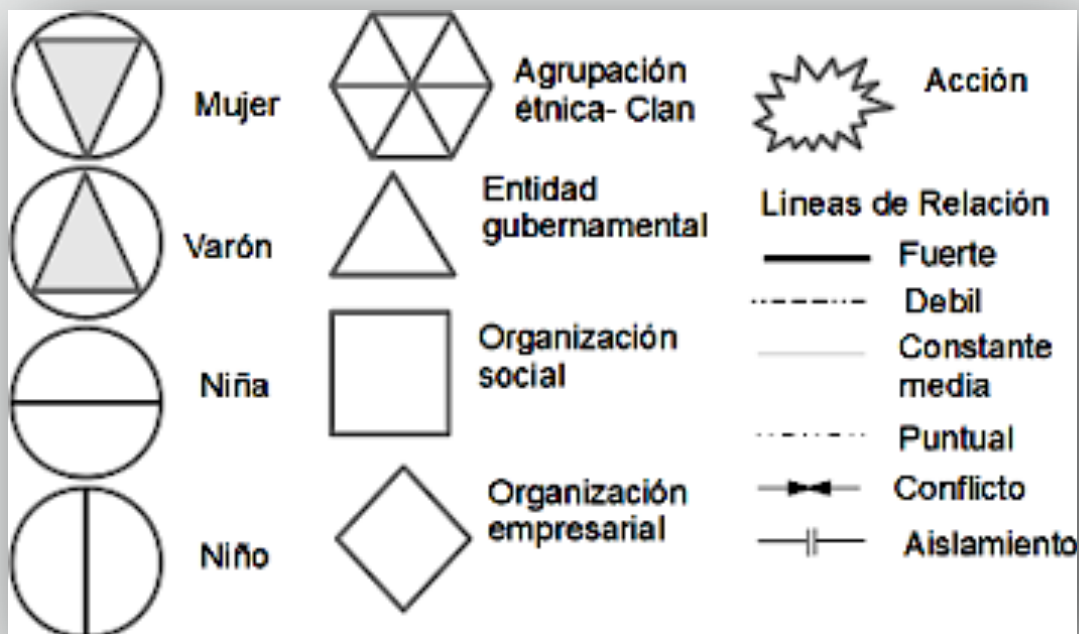 Mujer
Varón
Niña
Niño
Agrupación
étnica- Clan
Entidad
gubernamental
Organización
social
Organización
empresarial
Acción
Lineas de Relación
Fuerte
Debil
Constante
media
Puntual
Conflicto
Aislamiento